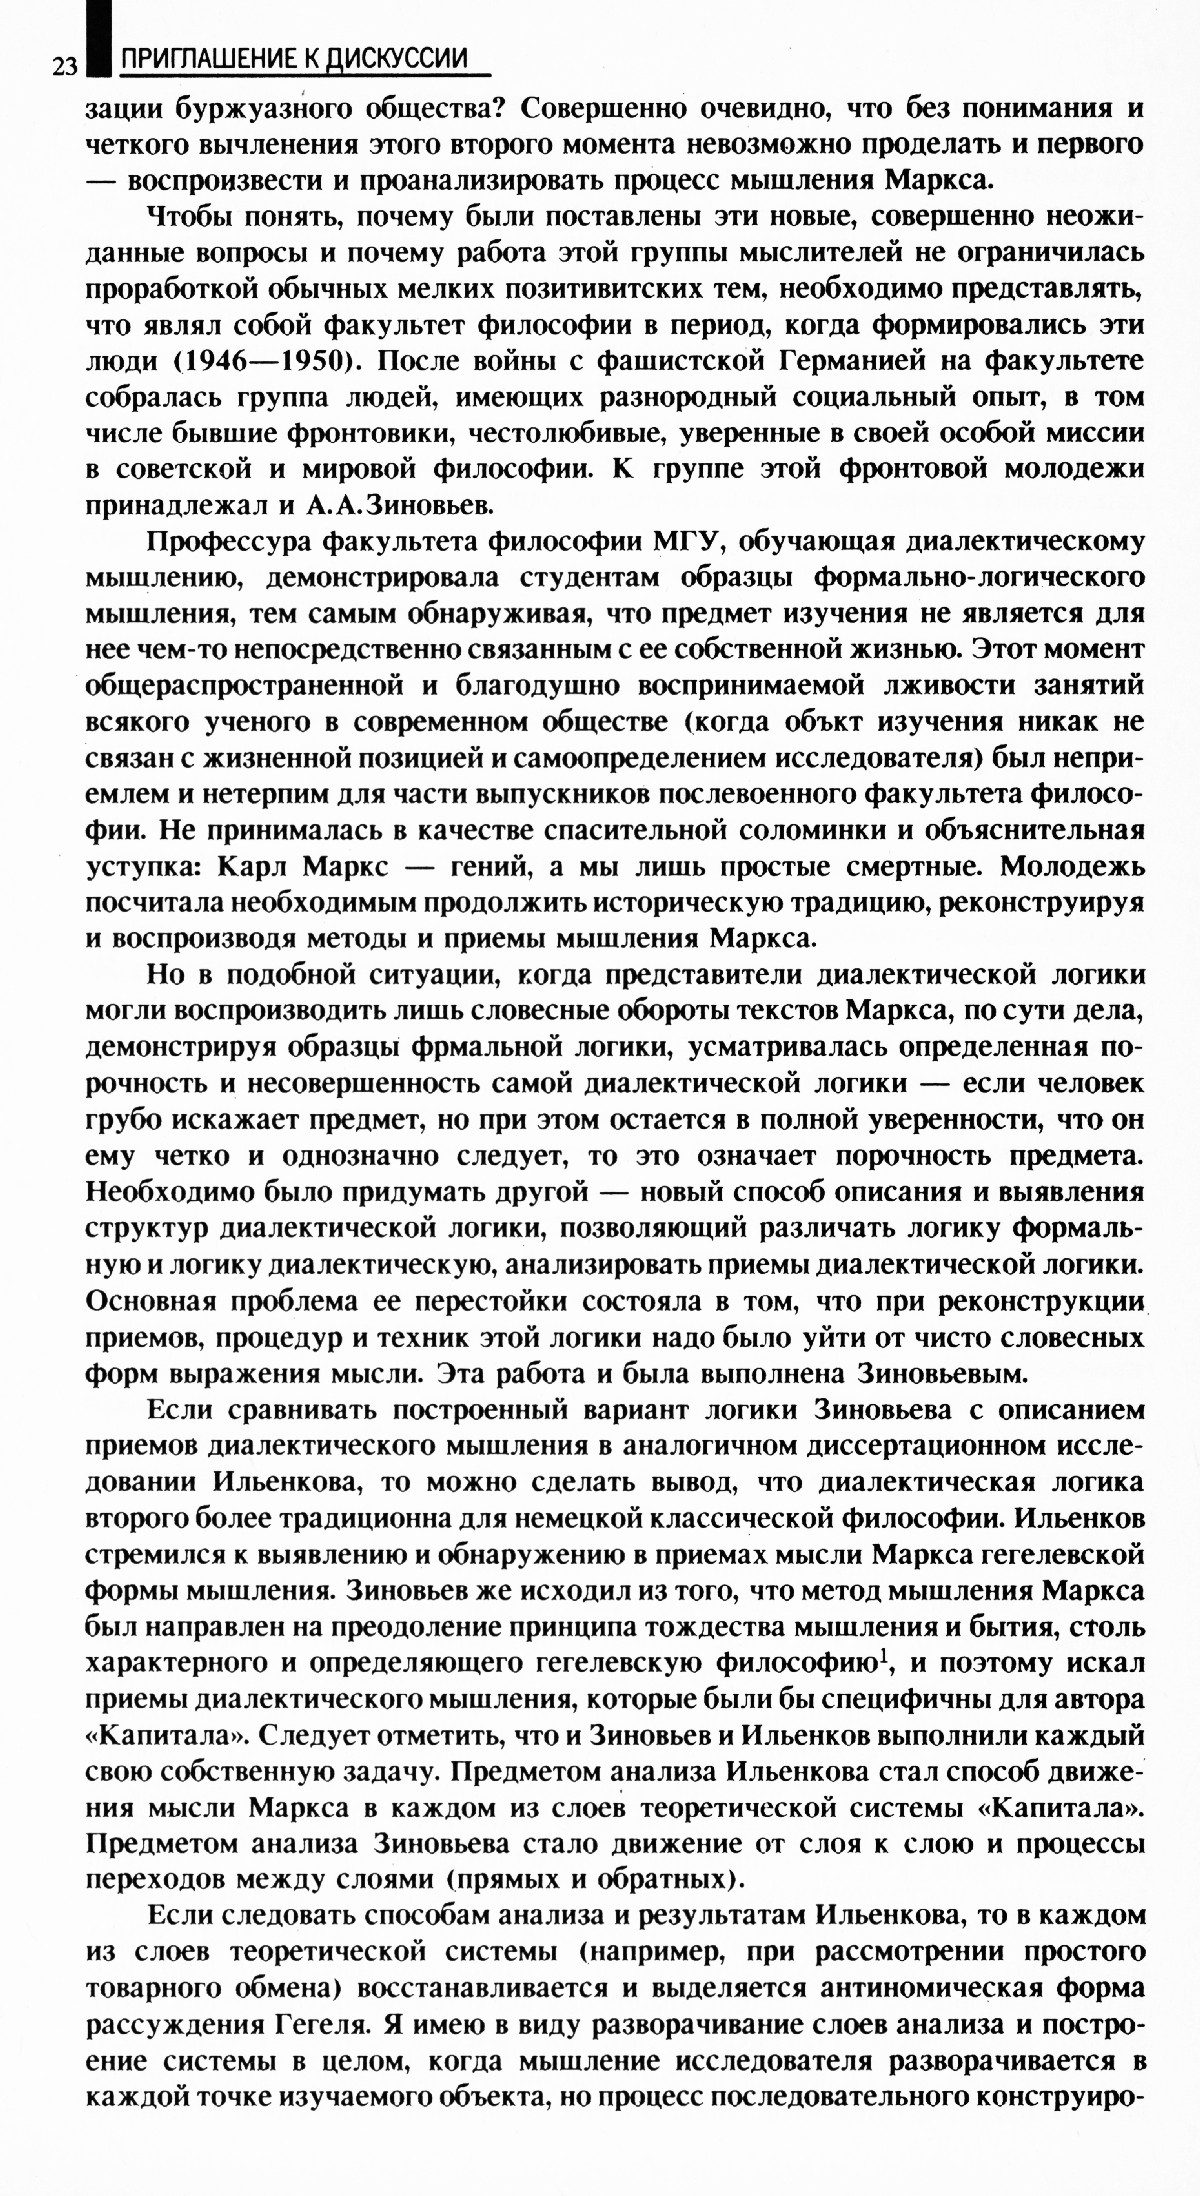 23
ПРИГЛАШЕНИЕ К ДИСКУССИИ
зации буржуазного общества? Совершенно очевидно, что без понимания и
четкого вычленения этого второго момента невозможно проделать и первого
— воспроизвести и проанализировать процесс мышления Маркса.
Чтобы понять, почему были поставлены эти новые, совершенно неожи-
данные вопросы и почему работа этой группы мыслителей не ограничилась
проработкой обычных мелких позитивитских тем, необходимо представлять,
что являл собой факультет философии в период, когда формировались эти
люди (1946—1950). После войны с фашистской Германией на факультете
собралась группа людей, имеющих разнородный социальный опыт, в том
числе бывшие фронтовики, честолюбивые, уверенные в своей особой миссии
в советской и мировой философии. К группе этой фронтовой молодежи
принадлежал и А.А.Зиновьев.
Профессура факультета философии МГУ, обучающая диалектическому
мышлению, демонстрировала студентам образцы формально-логического
мышления, тем самым обнаруживая, что предмет изучения не является для
нее чем-то непосредственно связанным с ее собственной жизнью. Этот момент
общераспространенной и благодушно воспринимаемой лживости занятий
всякого ученого в современном обществе (когда объкт изучения никак не
связан с жизненной позицией и самоопределением исследователя) был непри-
емлем и нетерпим для части выпускников послевоенного факультета филосо-
фии. Не принималась в качестве спасительной соломинки и объяснительная
уступка: Карл Маркс — гений, а мы лишь простые смертные. Молодежь
посчитала необходимым продолжить историческую традицию, реконструируя
и воспроизводя методы и приемы мышления Маркса.
Но в подобной ситуации, когда представители диалектической логики
могли воспроизводить лишь словесные обороты текстов Маркса, по сути дела,
демонстрируя образцы фрмальной логики, усматривалась определенная по-
рочность и несовершенность самой диалектической логики — если человек
грубо искажает предмет, но при этом остается в полной уверенности, что он
ему четко и однозначно следует, то это означает порочность предмета.
Необходимо было придумать другой — новый способ описания и выявления
структур диалектической логики, позволяющий различать логику формаль-
ную и логику диалектическую, анализировать приемы диалектической логики.
Основная проблема ее перестойки состояла в том, что при реконструкции
приемов, процедур и техник этой логики надо было уйти от чисто словесных
форм выражения мысли. Эта работа и была выполнена Зиновьевым.
Если сравнивать построенный вариант логики Зиновьева с описанием
приемов диалектического мышления в аналогичном диссертационном иссле-
довании Ильенкова, то можно сделать вывод, что диалектическая логика
второго более традиционна для немецкой классической философии. Ильенков
стремился к выявлению и обнаружению в приемах мысли Маркса гегелевской
формы мышления. Зиновьев же исходил из того, что метод мышления Маркса
был направлен на преодоление принципа тождества мышления и бытия, столь
характерного и определяющего гегелевскую философию¹, и поэтому искал
приемы диалектического мышления, которые были бы специфичны для автора
«Капитала». Следует отметить, что и Зиновьев и Ильенков выполнили каждый
свою собственную задачу. Предметом анализа Ильенкова стал способ движе-
ния мысли Маркса в каждом из слоев теоретической системы «Капитала».
Предметом анализа Зиновьева стало движение от слоя к слою и процессы
переходов между слоями (прямых и обратных).
Если следовать способам анализа и результатам Ильенкова, то в каждом
из слоев теоретической системы (например, при рассмотрении простого
товарного обмена) восстанавливается и выделяется антиномическая форма
рассуждения Гегеля. Я имею в виду разворачивание слоев анализа и постро-
ение системы в целом, когда мышление исследователя разворачивается в
каждой точке изучаемого объекта, но процесс последовательного конструиро-